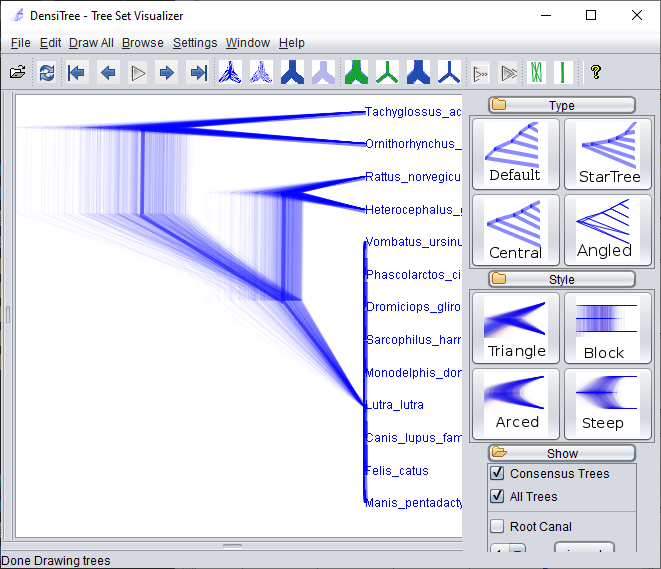 DensiTree - Tree Set Visualizer
File Edit Draw All Browse Settings Window Help
?
Tachyglossus_ac
Ornithorhynchus_
Rattus_norvegicu
Heterocephalus_g
Vombatus_ursinu
Phascolarctos_ci
Dromiciops_gliro
Sarcophilus_harr
Monodelphis_don
Lutra_lutra
Canis_lupus_fam
Felis_catus
Manis_pentadacty
Type
Default StarTree
Central Angled
Style
Triangle Block
Arced Steep
Show
Consensus Trees
All Trees
Root Canal
Done Drawing trees